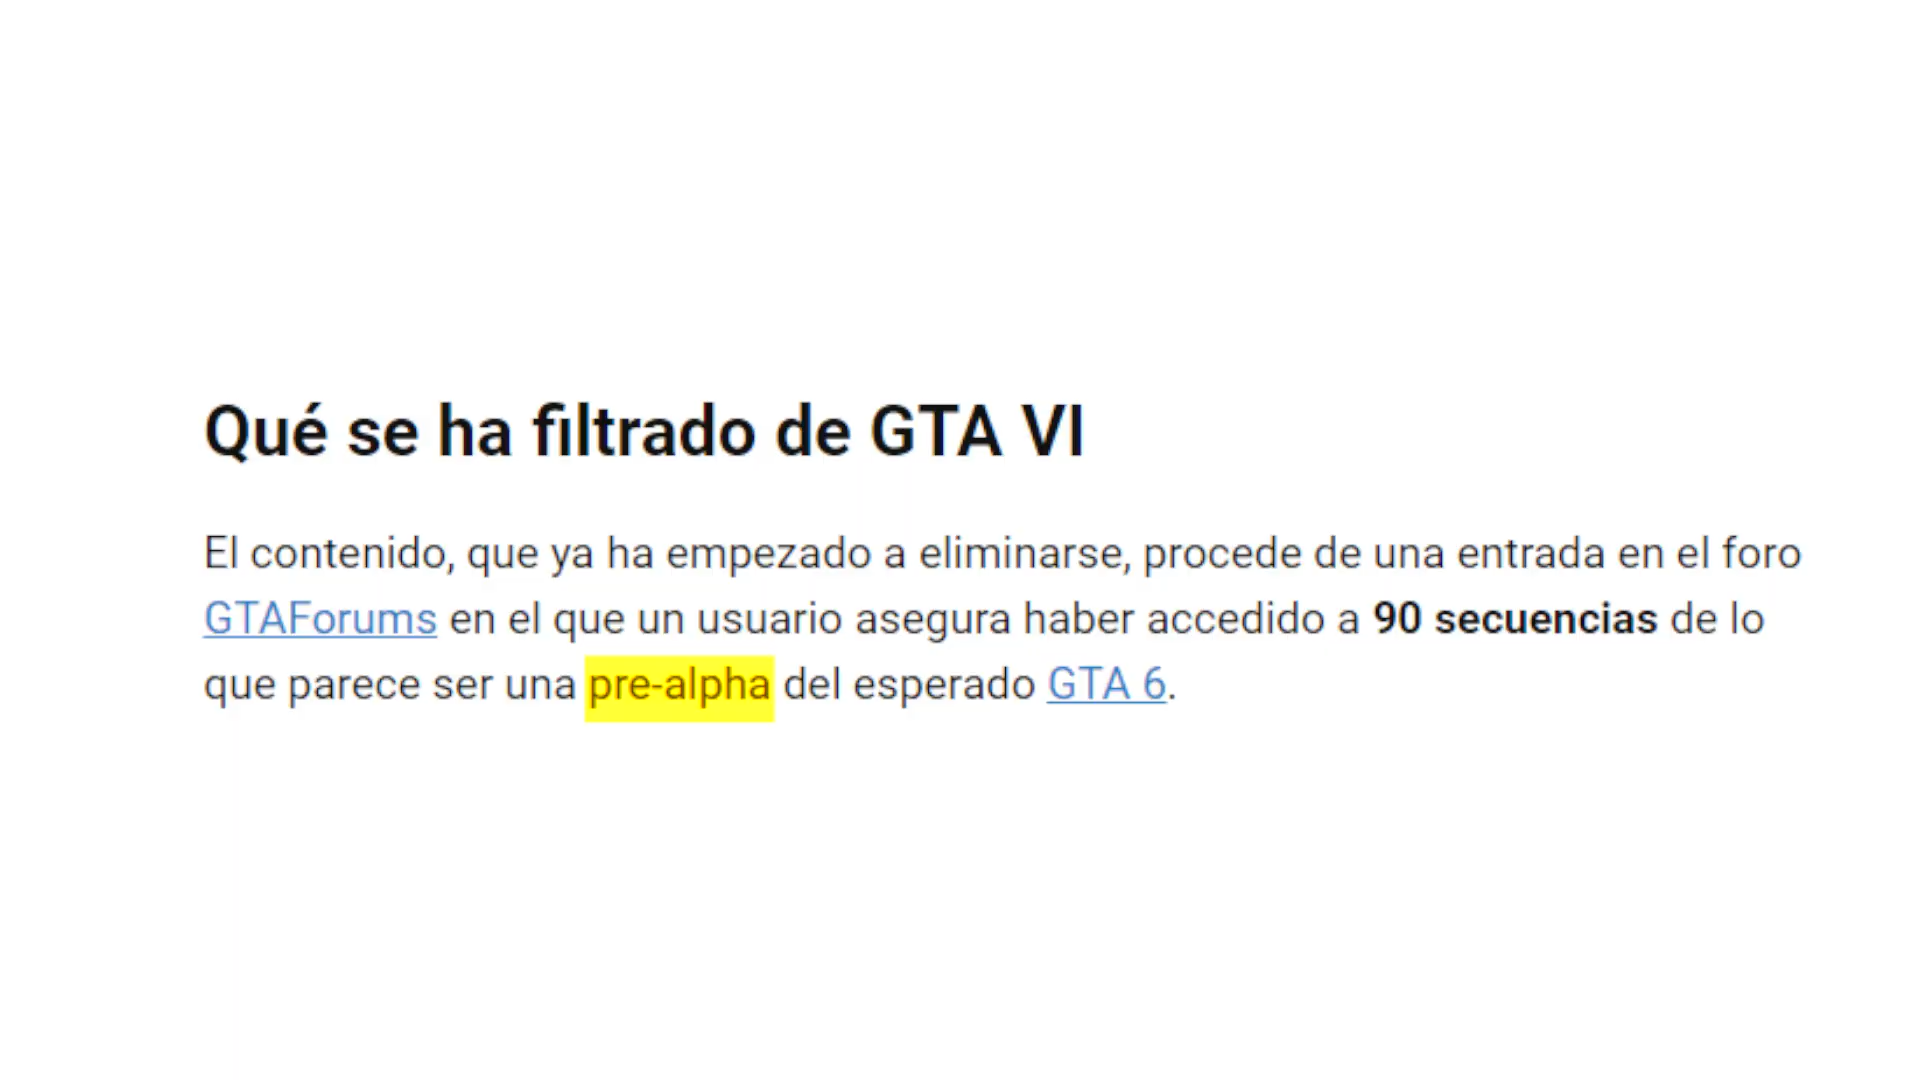 Qué se ha filtrado de GTA VI
El contenido, que ya ha empezado a eliminarse, procede de una entrada en el foro
GTAForums en el que un usuario asegura haber accedido a 90 secuencias de lo
que parece ser una pre-alpha del esperado GTA 6.